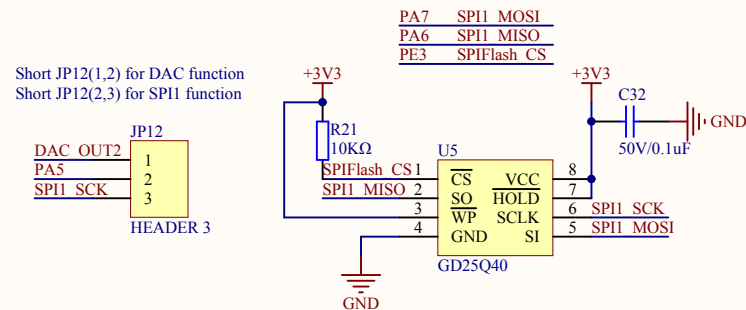 PA7 SPI1_MOSI
PA6 SPI1_MISO
PE3 SPIFlash_CS
Short JP12(1,2) for DAC function
Short JP12(2,3) for SPI1 function
+3V3
+3V3
C32
GND
50V/0.1uF
R21
10KΩ
JP12
DAC_OUT2 1
PA5 2
SPI1_SCK 3
HEADER 3
U5
SPIFlash_CS 1 CS VCC 8
SPI1_MISO 2 SO HOLD 7
3 WP SCLK 6 SPI1_SCK
4 GND SI 5 SPI1_MOSI
GD25Q40
GND